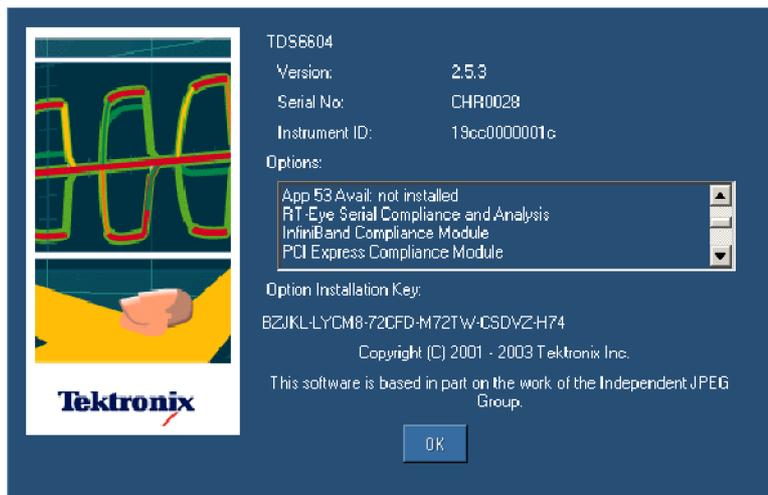 TDS6604
Version: 2.5.3
Serial No: CHR0028
Instrument ID: 19cc0000001c
Options:
App 53 Avail: not installed
RT-Eye Serial Compliance and Analysis
InfiniBand Compliance Module
PCI Express Compliance Module
Option Installation Key:
BZJKL-LYCM8-72CFD-M72TW-CSDVZ-H74
Copyright (C) 2001 - 2003 Tektronix Inc.
This software is based in part on the work of the Independent JPEG
Group.
Tektronix
OK